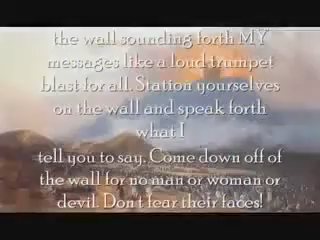 the wall sounding forth MY
messages like a loud trumpet
blast for all. Station yourselves
on the wall and speak forth
what I
tell you to say. Come down off of
the wall for no man or woman or
devil. Don't fear their faces!